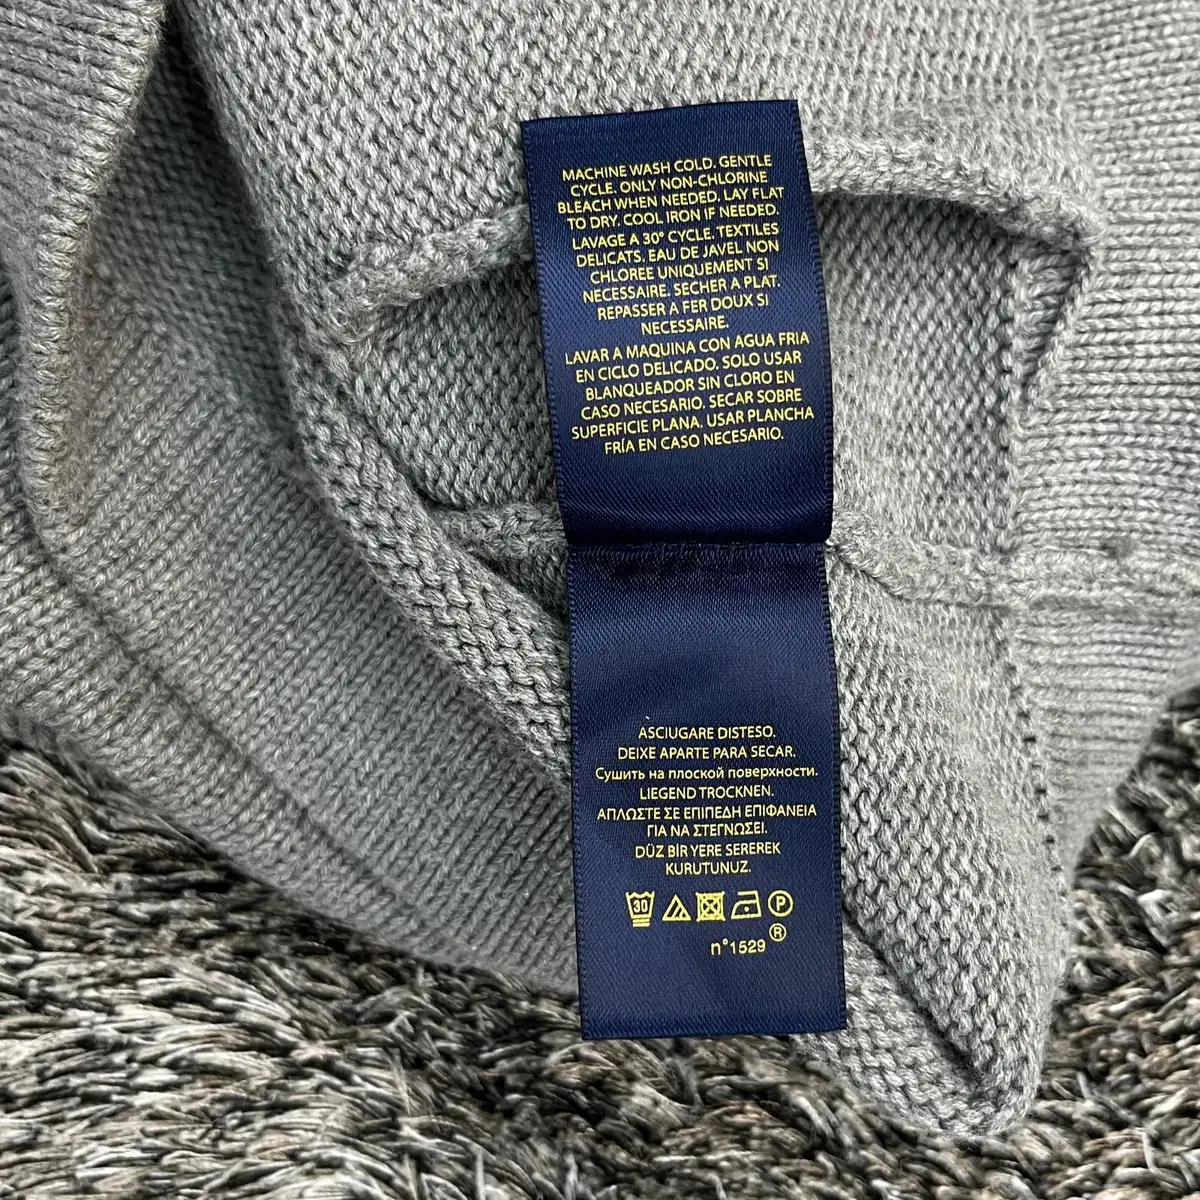 MACHINE WASH COLD. GENTLE
CYCLE. ONLY NON-CHLORINE
BLEACH WHEN NEEDED. LAY FLAT
TO DRY. COOL IRON IF NEEDED.
LAVAGE A 30° CYCLE. TEXTILES
DELICATS. EAU DE JAVEL NON
CHLOREE UNIQUEMENT SI
NECESSAIRE. SECHER A PLAT.
REPASSER A FER DOUX SI
NECESSAIRE.
LAVAR A MAQUINA CON AGUA FRIA
EN CICLO DELICADO. SOLO USAR
BLANQUEADOR SIN CLORO EN
CASO NECESARIO. SECAR SOBRE
SUPERFICIE PLANA. USAR PLANCHA
FRÍA EN CASO NECESARIO.
ASCIUGARE DISTESO.
DEIXE APARTE PARA SECAR.
Сушить на плоской поверхности.
LIEGEND TROCKNEN.
ΑΠΛΩΣΤΕ ΣΕ ΕΠΙΠΕΔΗ ΕΠΙΦΑΝΕΙΑ
ΓΙΑ ΝΑ ΣΤΕΓΝΩΣΕΙ.
DÜZ BİR YERE SEREREK
KURUTUNUZ.
30 P
n°1529 ®